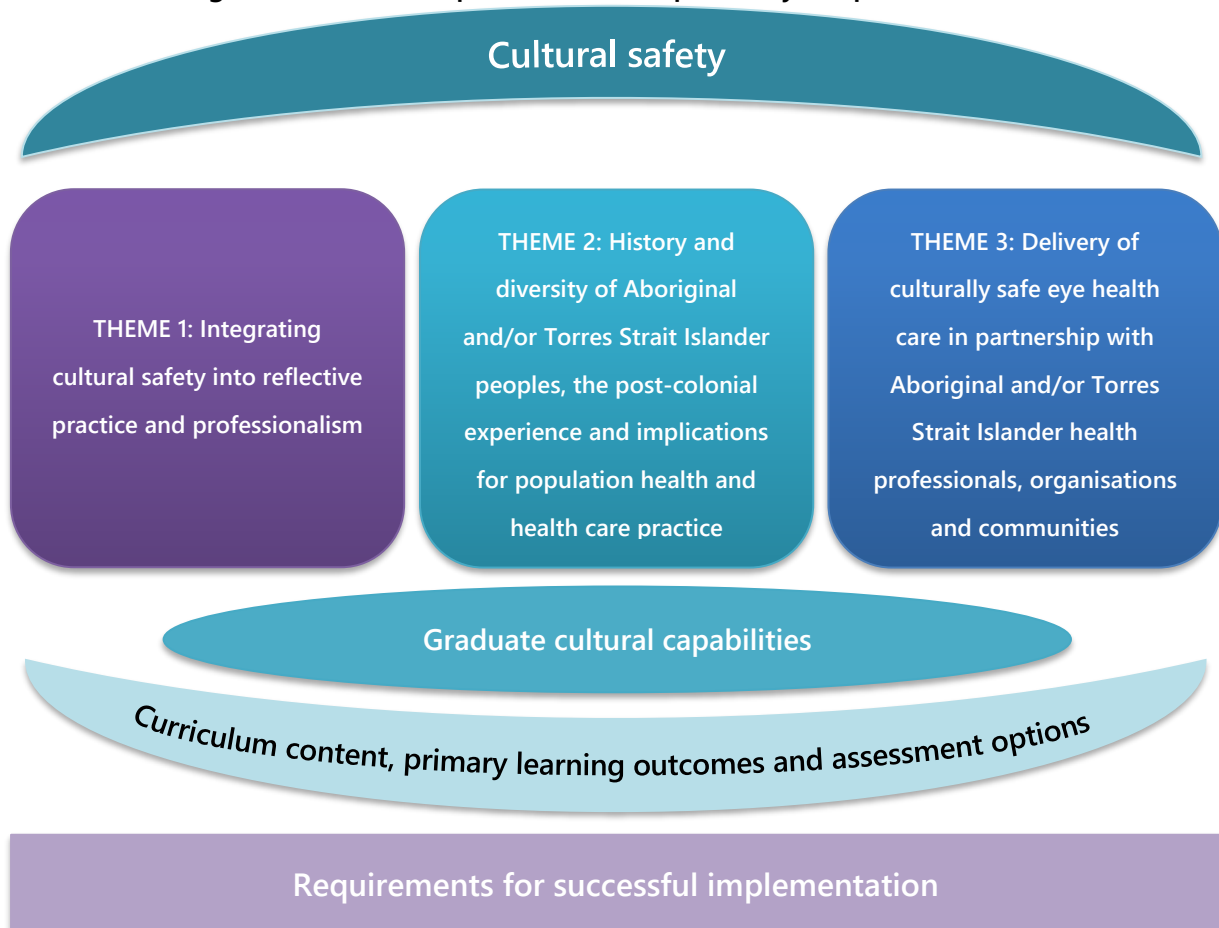 Cultural safety
THEME 1: Integrating
cultural safety into reflective
practice and professionalism
THEME 2: History and
diversity of Aboriginal
and/or Torres Strait Islander
peoples, the post-colonial
experience and implications
for population health and
health care practice
THEME 3: Delivery of
culturally safe eye health
care in partnership with
Aboriginal and/or Torres
Strait Islander health
professionals, organisations
and communities
Graduate cultural capabilities
Curriculum content, primary learning outcomes and assessment options
Requirements for successful implementation